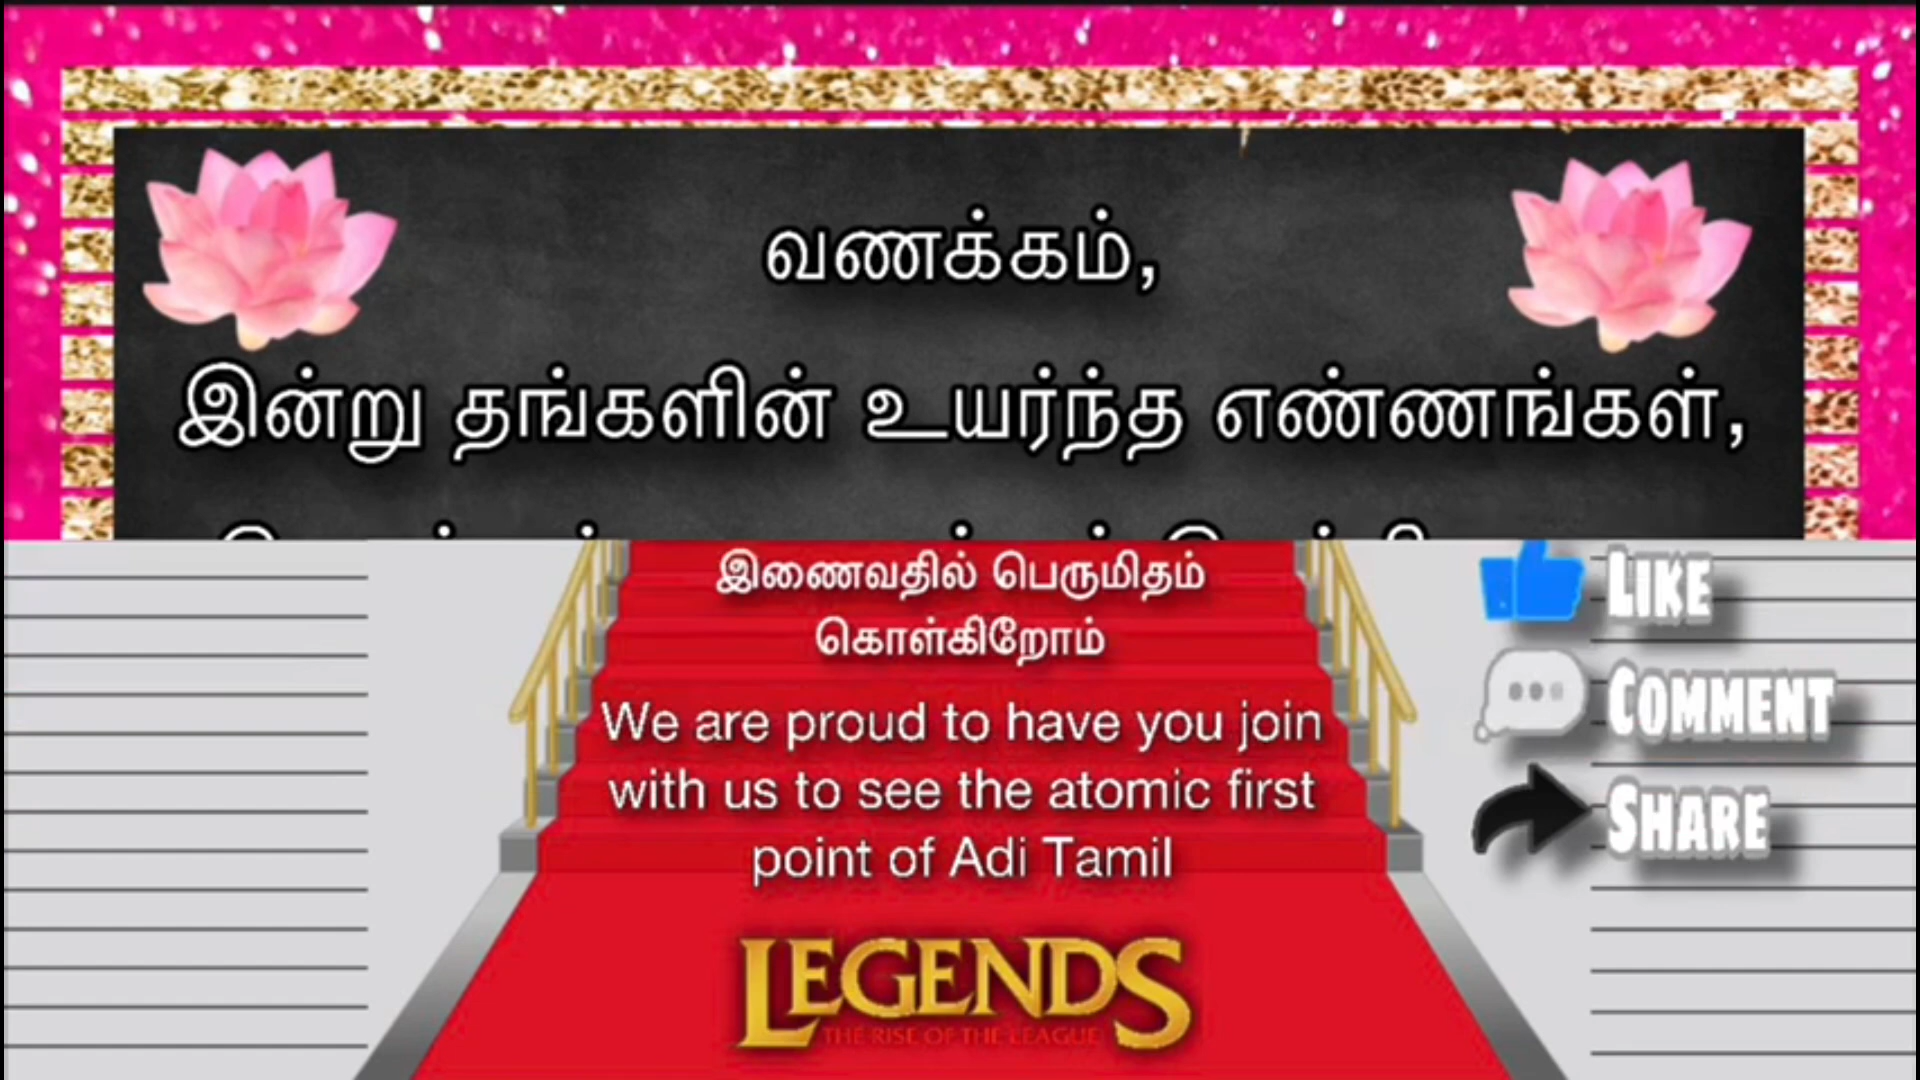 வணக்கம்,
இன்று தங்களின் உயர்ந்த எண்ணங்கள்,
இணைவதில் பெருமிதம்
கொள்கிறோம்
We are proud to have you join
with us to see the atomic first
point of Adi Tamil
LEGENDS
THE RISE OF THE LEAGUE
LIKE
COMMENT
SHARE